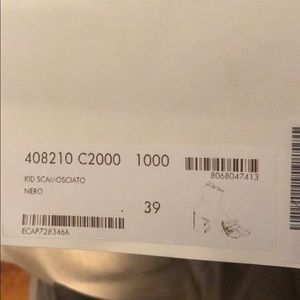 408210 C2000 1000
8068047413
KID SCAMOSCIATO
NERO
39
ECAP728346A